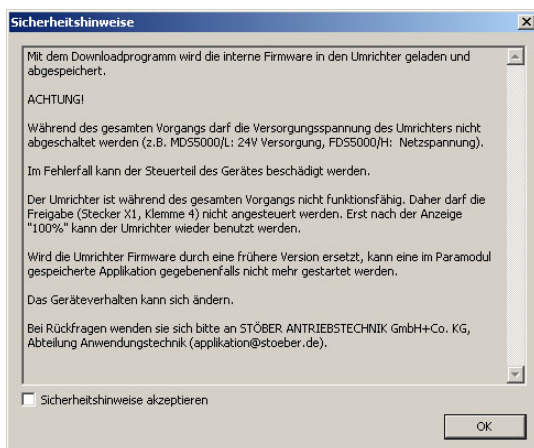 Sicherheitshinweise
Mit dem Downloadprogramm wird die interne Firmware in den Umrichter geladen und
abgespeichert.
ACHTUNG!
Während des gesamten Vorgangs darf die Versorgungsspannung des Umrichters nicht
abgeschaltet werden (z.B. MDS5000/L: 24V Versorgung, FDS5000/H: Netzspannung).
Im Fehlerfall kann der Steuerteil des Gerätes beschädigt werden.
Der Umrichter ist während des gesamten Vorgangs nicht funktionsfähig. Daher darf die
Freigabe (Stecker X1, Klemme 4) nicht angesteuert werden. Erst nach der Anzeige
"100%" kann der Umrichter wieder benutzt werden.
Wird die Umrichter Firmware durch eine frühere Version ersetzt, kann eine im Paramodul
gespeicherte Applikation gegebenenfalls nicht mehr gestartet werden.
Das Geräteverhalten kann sich ändern.
Bei Rückfragen wenden sie sich bitte an STÖBER ANTRIEBSTECHNIK GmbH+Co. KG,
Abteilung Anwendungstechnik (applikation@stoeber.de).
Sicherheitshinweise akzeptieren
OK